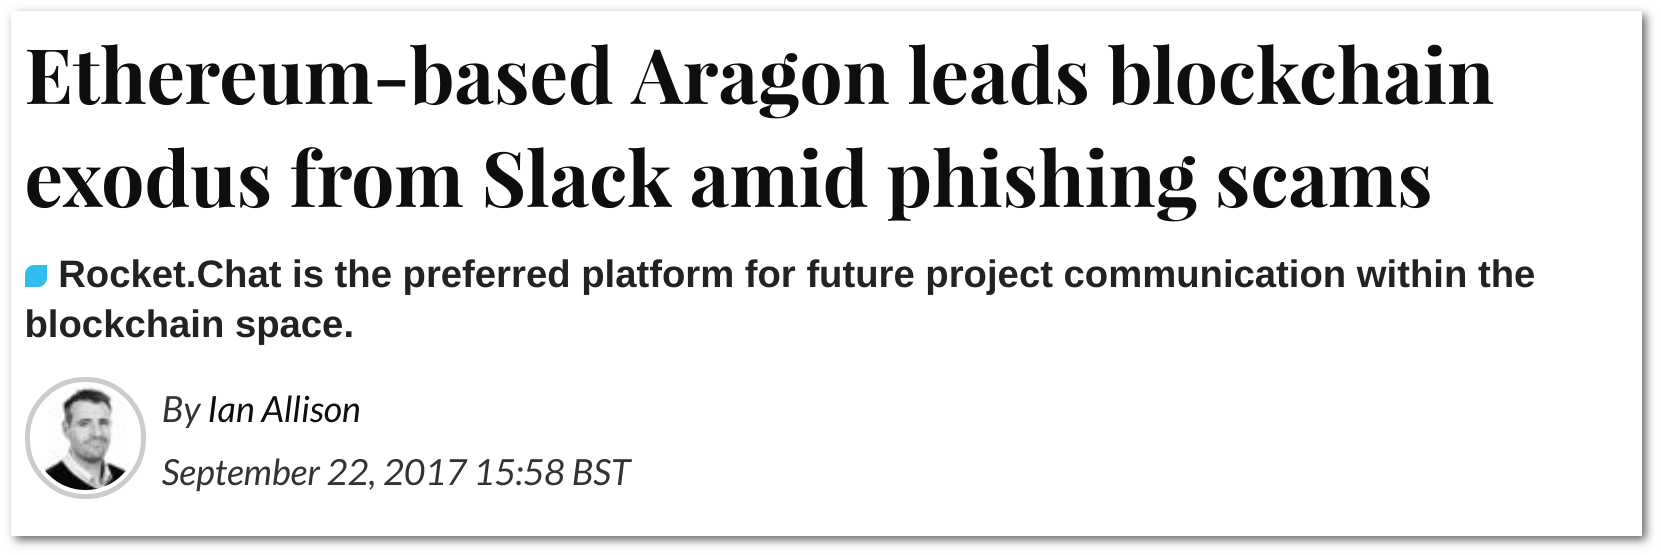 Ethereum-based Aragon leads blockchain
exodus from Slack amid phishing scams
Rocket.Chat is the preferred platform for future project communication within the
blockchain space.
By Ian Allison
September 22, 2017 15:58 BST